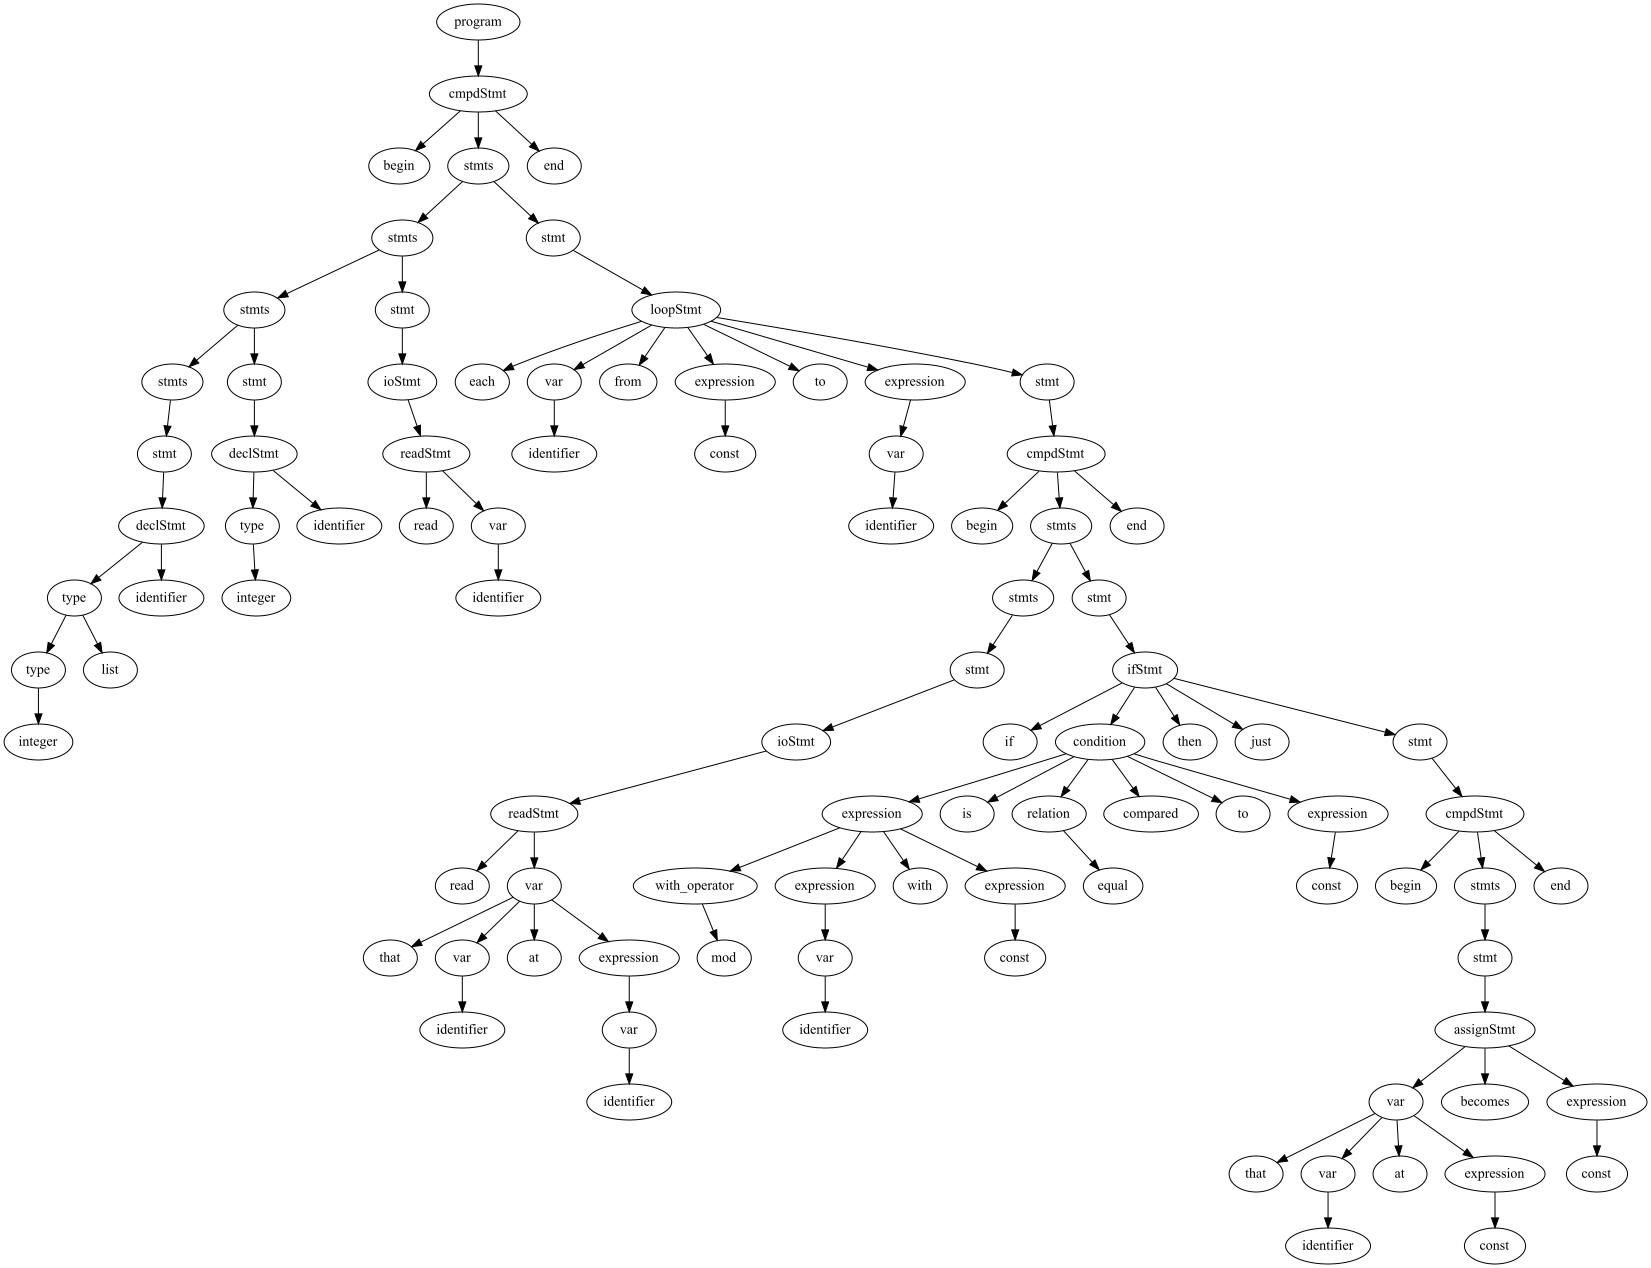 program
cmpdStmt
begin stmts end
stmts stmt
stmts stmt loopStmt
stmts stmt ioStmt each var from expression to expression stmt
stmt declStmt readStmt identifier const var cmpdStmt
declStmt type identifier read var identifier begin stmts end
type identifier integer identifier stmts stmt
type list stmt ifStmt
integer ioStmt if condition then just stmt
readStmt expression is relation compared to expression cmpdStmt
read var with_operator expression with expression equal const begin stmts end
that var at expression mod var const stmt
identifier var identifier assignStmt
identifier var becomes expression
that var at expression const
identifier const